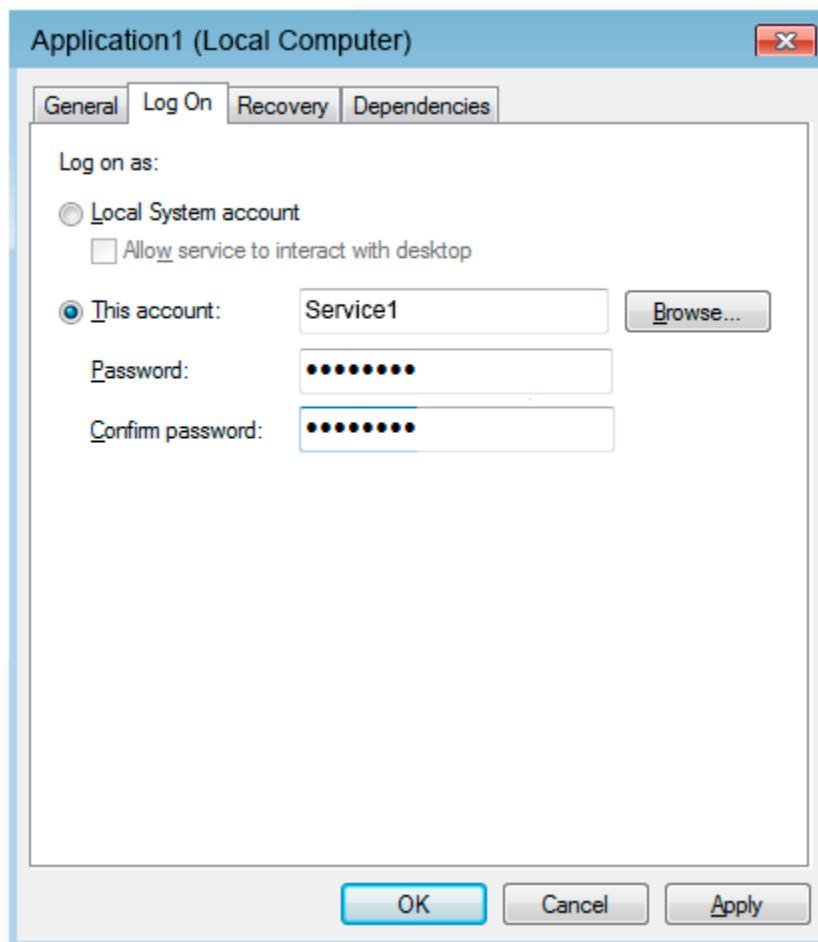 Application1 (Local Computer)
General Log On Recovery Dependencies
Log on as:
Local System account
Allow service to interact with desktop
This account: Service1 Browse...
Password: ●●●●●●●●
Confirm password: ●●●●●●●●
OK Cancel Apply